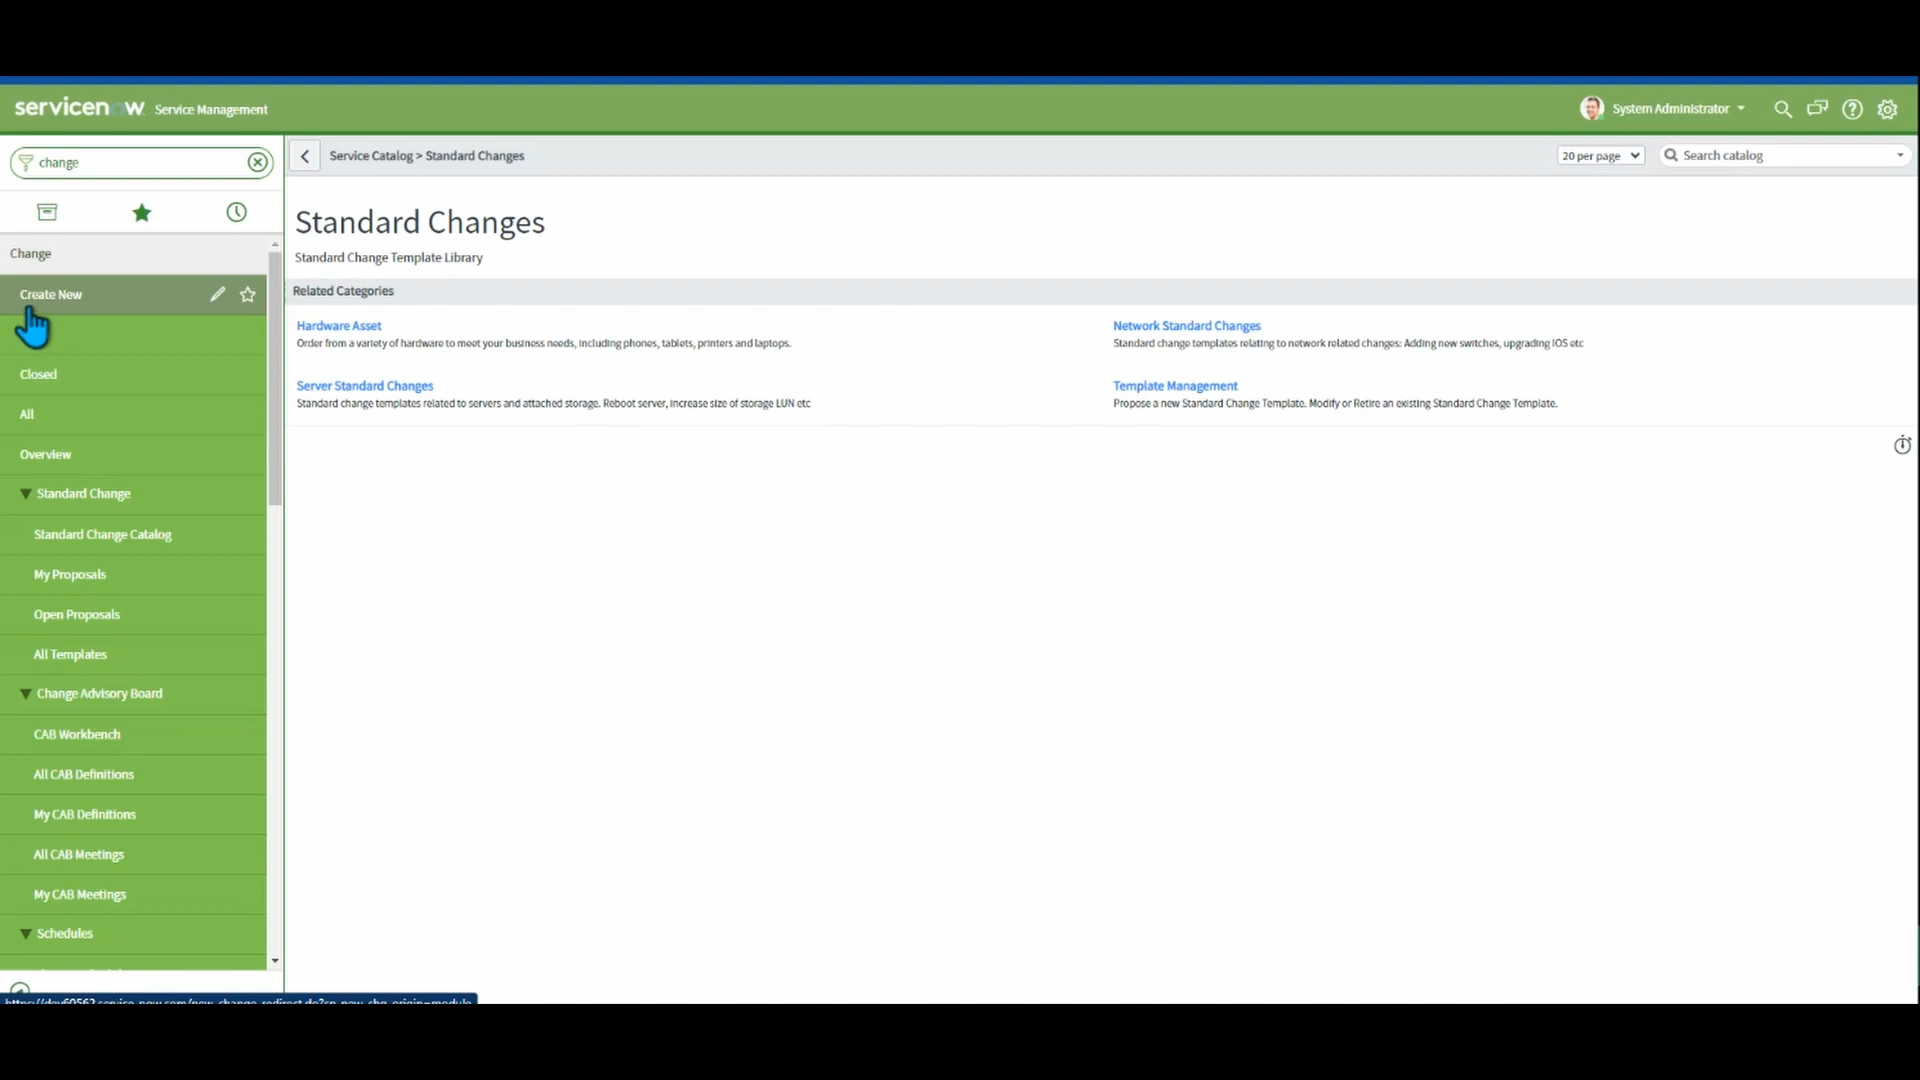 servicenow Service Management
System Administrator
change
Service Catalog > Standard Changes
20 per page
Search catalog
Change
Create New
Closed
All
Overview
Standard Change
Standard Change Catalog
My Proposals
Open Proposals
All Templates
Change Advisory Board
CAB Workbench
All CAB Definitions
My CAB Definitions
All CAB Meetings
My CAB Meetings
Schedules
Standard Changes
Standard Change Template Library
Related Categories
Hardware Asset
Order from a variety of hardware to meet your business needs, including phones, tablets, printers and laptops.
Network Standard Changes
Standard change templates relating to network related changes: Adding new switches, upgrading IOS etc
Server Standard Changes
Standard change templates related to servers and attached storage. Reboot server, increase size of storage LUN etc
Template Management
Propose a new Standard Change Template. Modify or Retire an existing Standard Change Template.